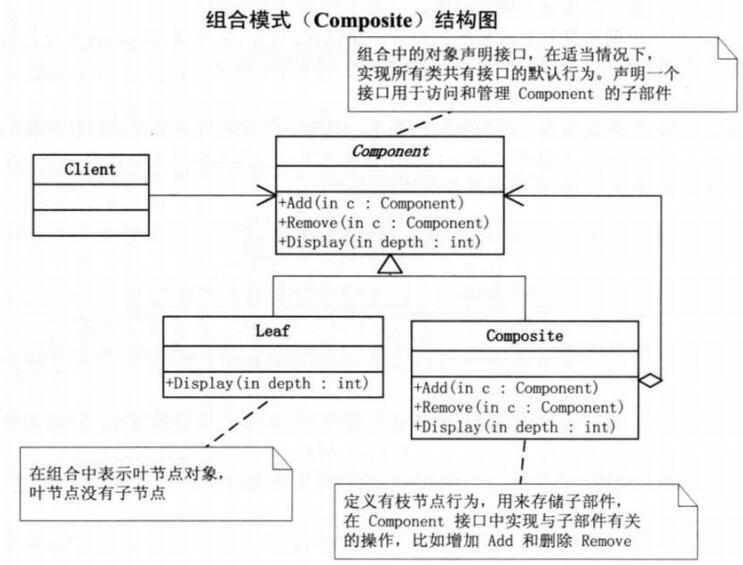 组合模式（Composite）结构图
组合中的对象声明接口，在适当情况下，
实现所有类共有接口的默认行为。声明一个
接口用于访问和管理 Component 的子部件
Client
Component
+Add(in c : Component)
+Remove(in c : Component)
+Display(in depth : int)
Leaf
+Display(in depth : int)
Composite
+Add(in c : Component)
+Remove(in c : Component)
+Display(in depth : int)
在组合中表示叶节点对象，
叶节点没有子节点
定义有枝节点行为，用来存储子部件，
在 Component 接口中实现与子部件有关
的操作，比如增加 Add 和删除 Remove